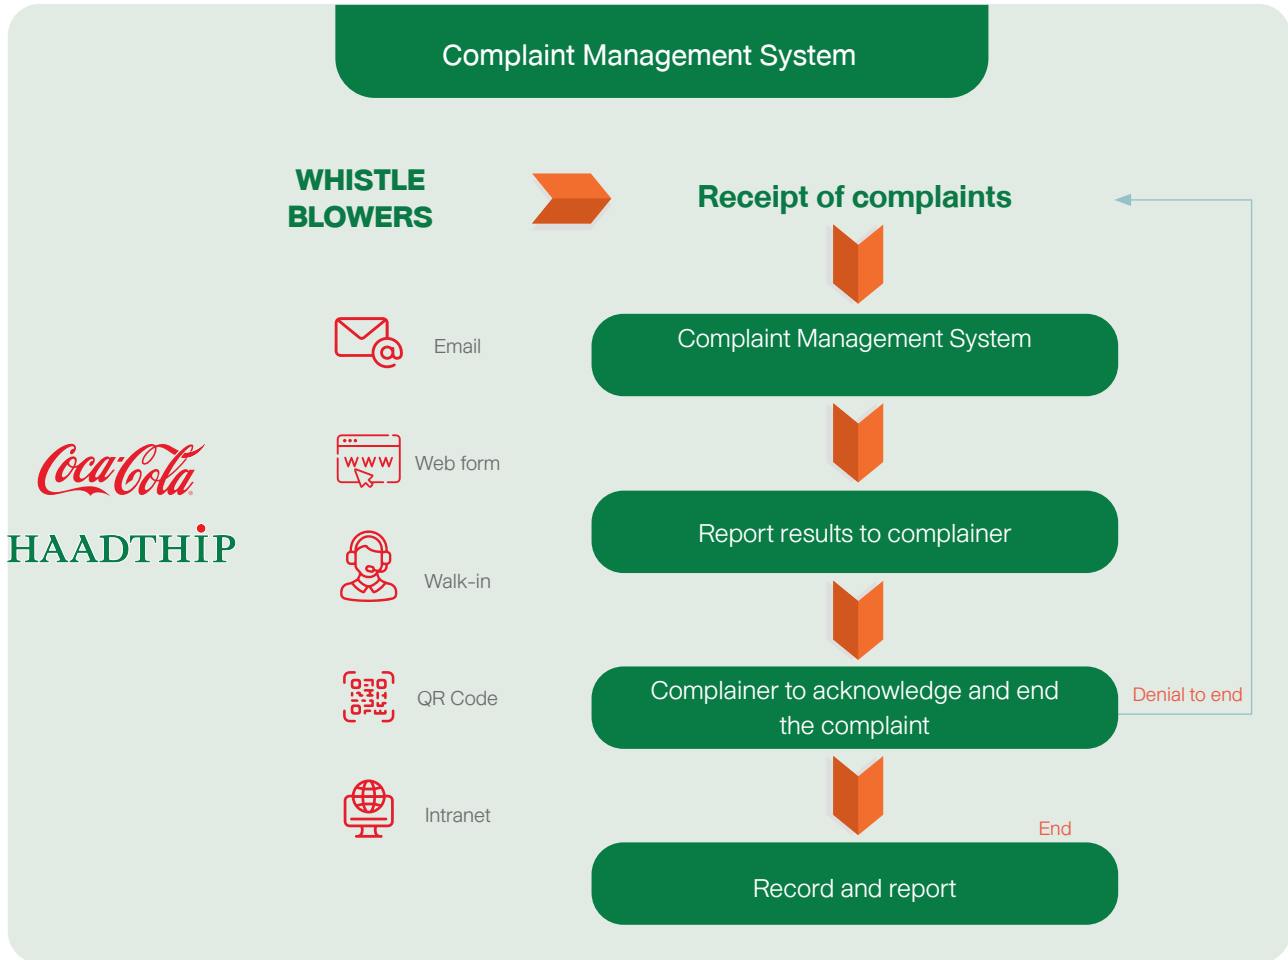 Complaint Management System
WHISTLE
BLOWERS
Receipt of complaints
Email
Complaint Management System
Coca-Cola
www
Web form
HAADTHIP
Report results to complainer
Walk-in
QR Code
Complainer to acknowledge and end
the complaint
Denial to end
Intranet
End
Record and report